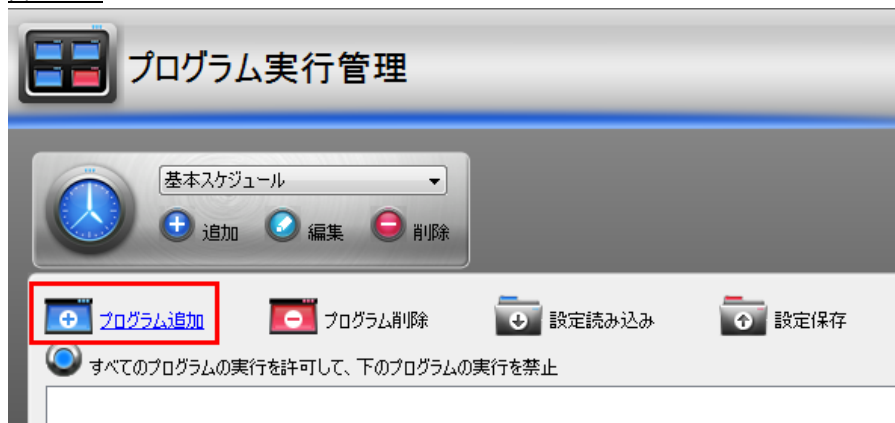 プログラム実行管理
基本スケジュール
追加 編集 削除
プログラム追加 プログラム削除 設定読み込み 設定保存
すべてのプログラムの実行を許可して、下のプログラムの実行を禁止